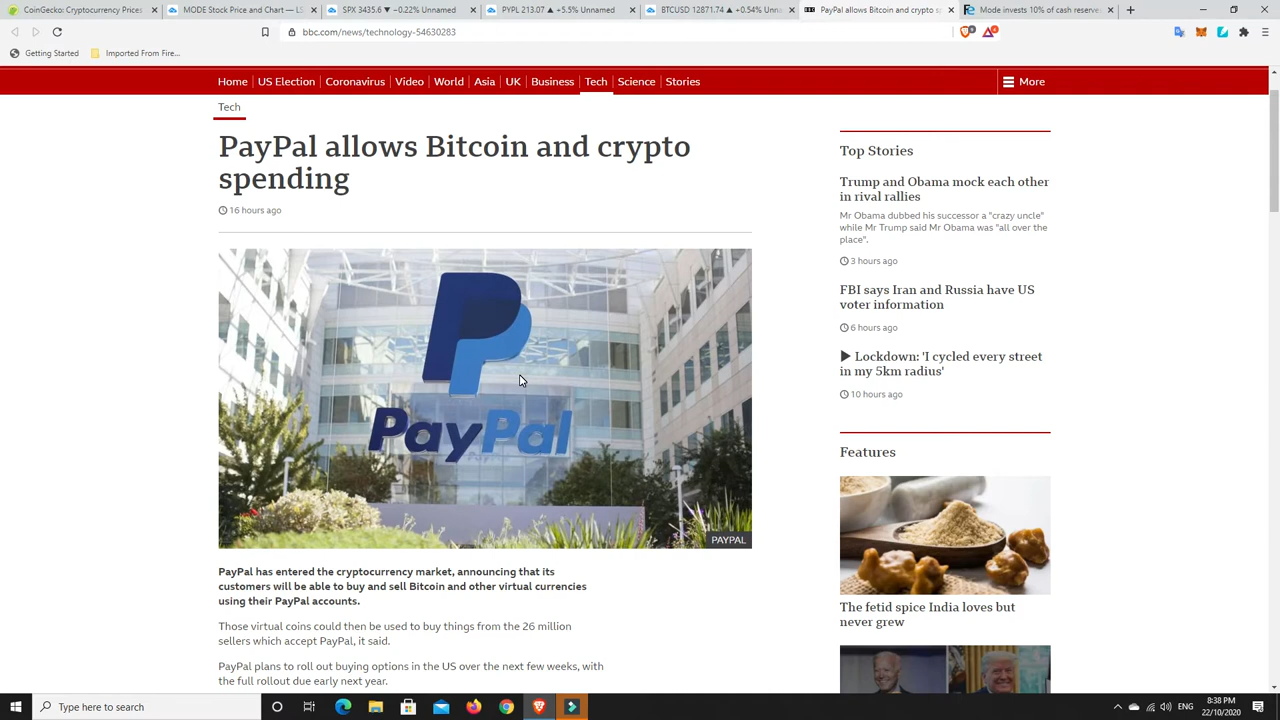 CoinGecko: Cryptocurrency Prices
MODE Stock and Chart — LS
SPX 3435.6 ▼ −0.22% Unnamed
PYPL 213.07 ▲ +5.5% Unnamed
BTCUSD 12871.74 ▲ +0.54% Unn
PayPal allows Bitcoin and crypto sp
Mode invests 10% of cash reserves
bbc.com/news/technology-54630283
Getting Started
Imported From Fire...
Home
US Election
Coronavirus
Video
World
Asia
UK
Business
Tech
Science
Stories
More
Tech
PayPal allows Bitcoin and crypto
spending
16 hours ago
PayPal
PAYPAL
PayPal has entered the cryptocurrency market, announcing that its
customers will be able to buy and sell Bitcoin and other virtual currencies
using their PayPal accounts.
Those virtual coins could then be used to buy things from the 26 million
sellers which accept PayPal, it said.
PayPal plans to roll out buying options in the US over the next few weeks, with
the full rollout due early next year.
Top Stories
Trump and Obama mock each other
in rival rallies
Mr Obama dubbed his successor a "crazy uncle"
while Mr Trump said Mr Obama was "all over the
place".
3 hours ago
FBI says Iran and Russia have US
voter information
6 hours ago
Lockdown: 'I cycled every street
in my 5km radius'
10 hours ago
Features
The fetid spice India loves but
never grew
Type here to search
ENG
8:38 PM
22/10/2020